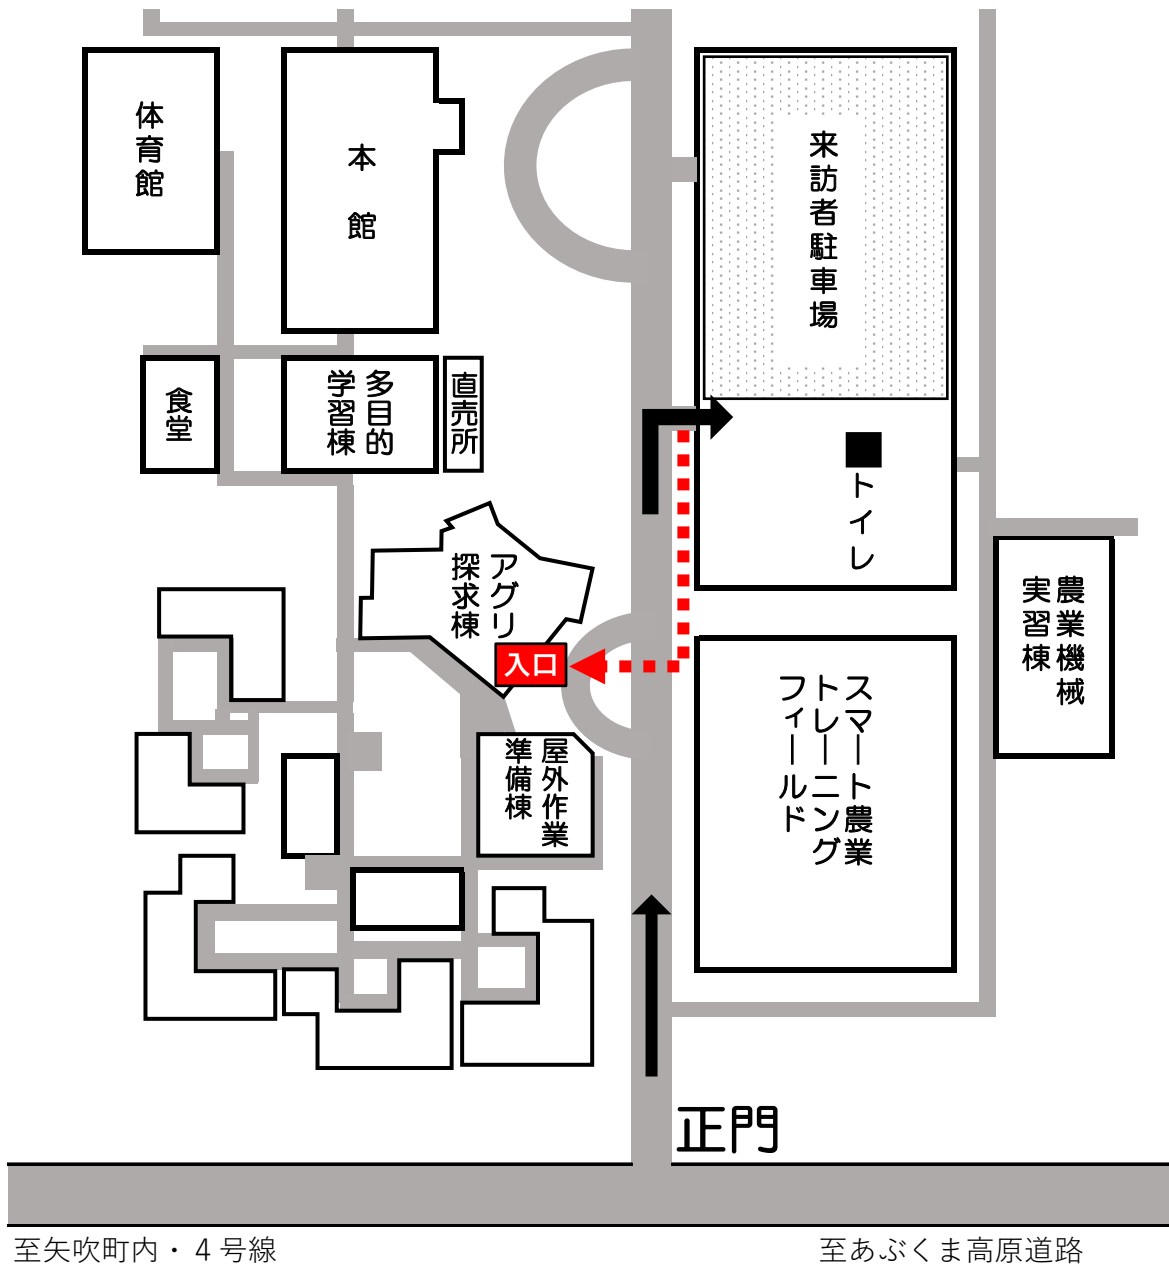 体育館
本館
来訪者駐車場
食堂
多目的
学習棟
直売所
トイレ
アグリ
探求棟
入口
農業機械
実習棟
スマート農業
トレーニング
フィールド
屋外作業
準備棟
正門
至矢吹町内・４号線
至あぶくま高原道路